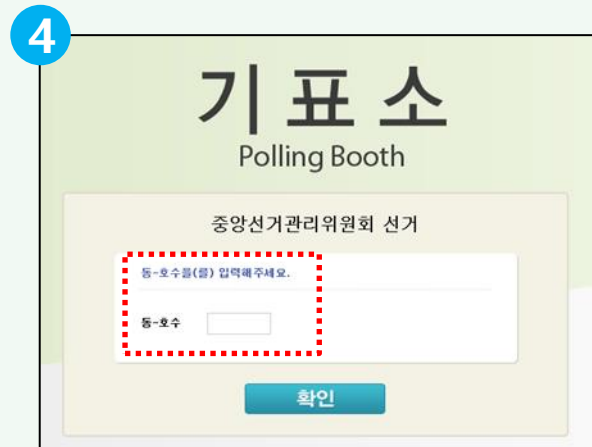 4
기표소
Polling Booth
중앙선거관리위원회 선거
동-호수을(를) 입력해주세요.
동-호수
확인